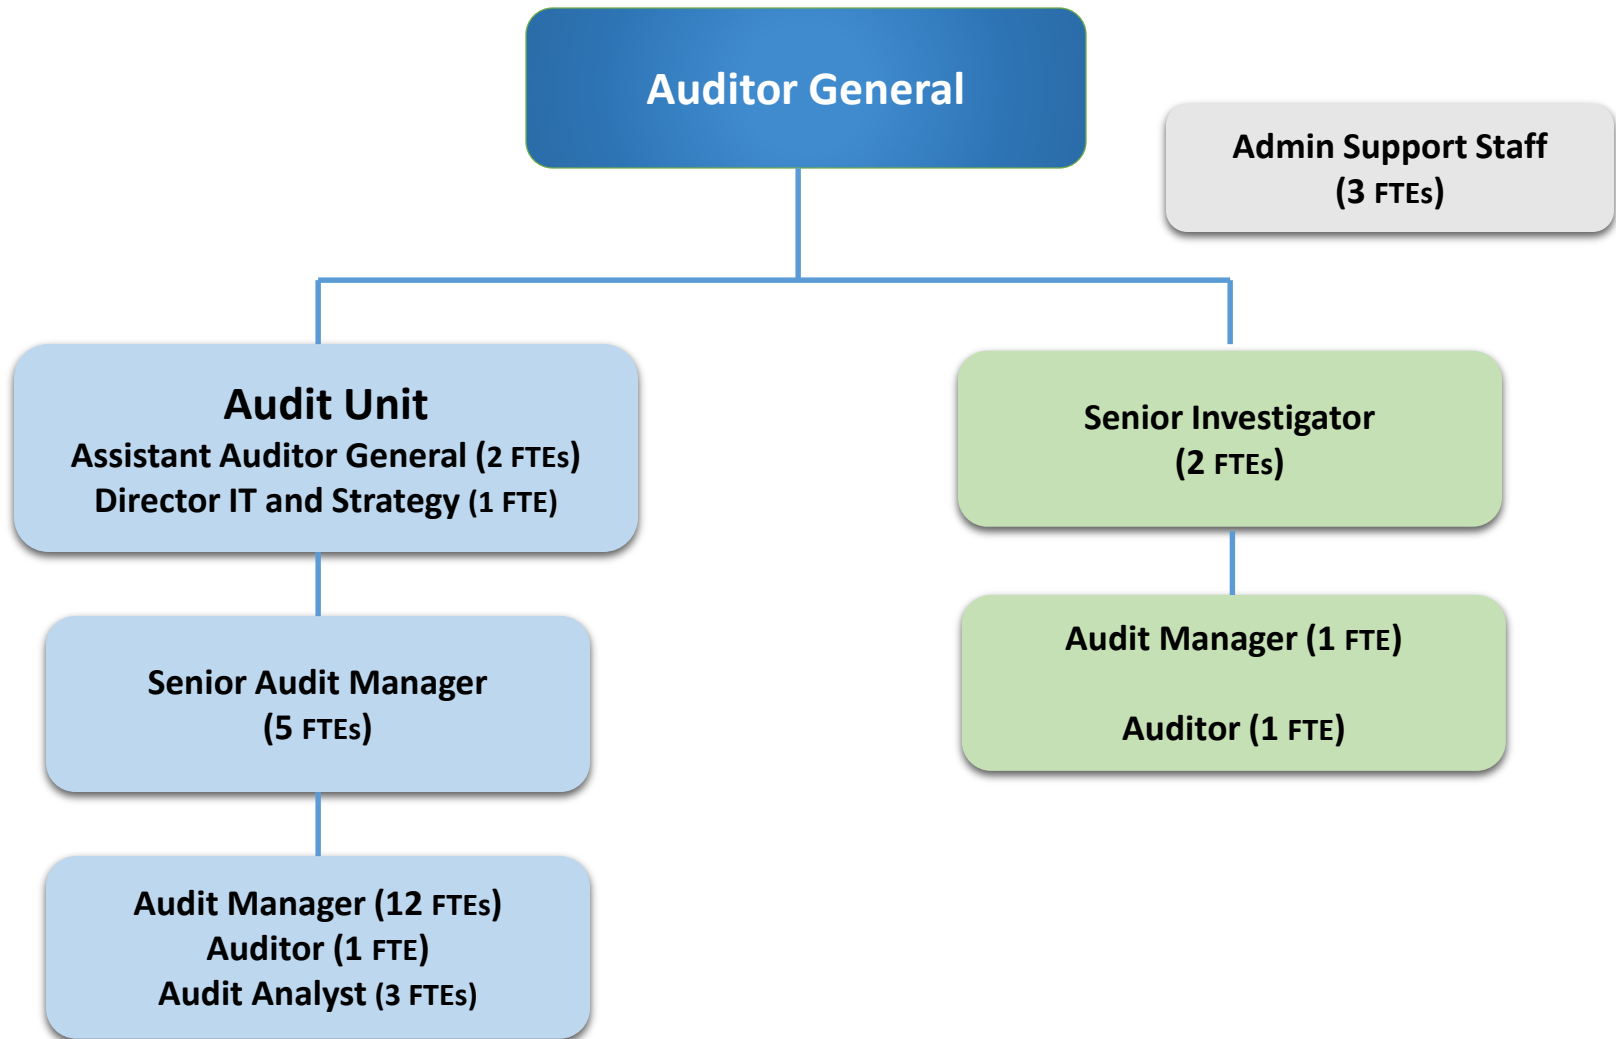 Auditor General
Admin Support Staff
(3 FTEs)
Audit Unit
Assistant Auditor General (2 FTEs)
Director IT and Strategy (1 FTE)
Senior Investigator
(2 FTEs)
Senior Audit Manager
(5 FTEs)
Audit Manager (1 FTE)
Auditor (1 FTE)
Audit Manager (12 FTEs)
Auditor (1 FTE)
Audit Analyst (3 FTEs)